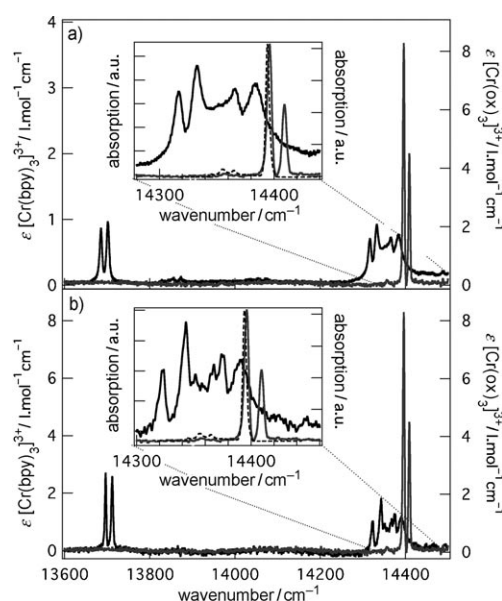 a)
ε [Cr(bpy)₃]³⁺/ l.mol⁻¹cm⁻¹
4
3
2
1
0
absorption / a.u.
absorption / a.u.
14300
14400
wavenumber / cm⁻¹
8
6
4
2
0
ε [Cr(ox)₃]³⁺/ l.mol⁻¹cm⁻¹
b)
ε [Cr(bpy)₃]³⁺/ l.mol⁻¹cm⁻¹
8
6
4
2
0
absorption / a.u.
absorption / a.u.
14300
14400
wavenumber / cm⁻¹
8
6
4
2
0
ε [Cr(ox)₃]³⁺/ l.mol⁻¹cm⁻¹
13600
13800
14000
14200
14400
wavenumber / cm⁻¹